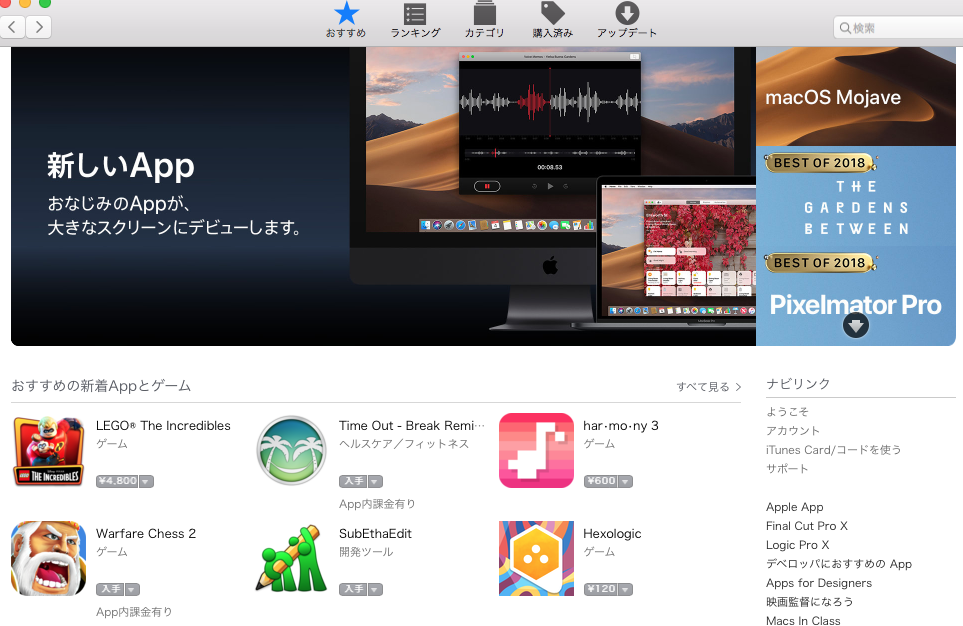 おすすめ
ランキング
カテゴリ
購入済み
アップデート
検索
新しいApp
おなじみのAppが、
大きなスクリーンにデビューします。
00:08.53
macOS Mojave
BEST OF 2018
THE
GARDENS
BETWEEN
BEST OF 2018
Pixelmator Pro
おすすめの新着Appとゲーム
すべて見る >
LEGO® The Incredibles
ゲーム
¥4,800
THE INCREDIBLES
Time Out - Break Remi…
ヘルスケア／フィットネス
入手
App内課金有り
har•mo•ny 3
ゲーム
¥600
Warfare Chess 2
ゲーム
入手
App内課金有り
SubEthaEdit
開発ツール
入手
Hexologic
ゲーム
¥120
ナビリンク
ようこそ
アカウント
iTunes Card/コードを使う
サポート
Apple App
Final Cut Pro X
Logic Pro X
デベロッパにおすすめの App
Apps for Designers
映画監督になろう
Macs In Class